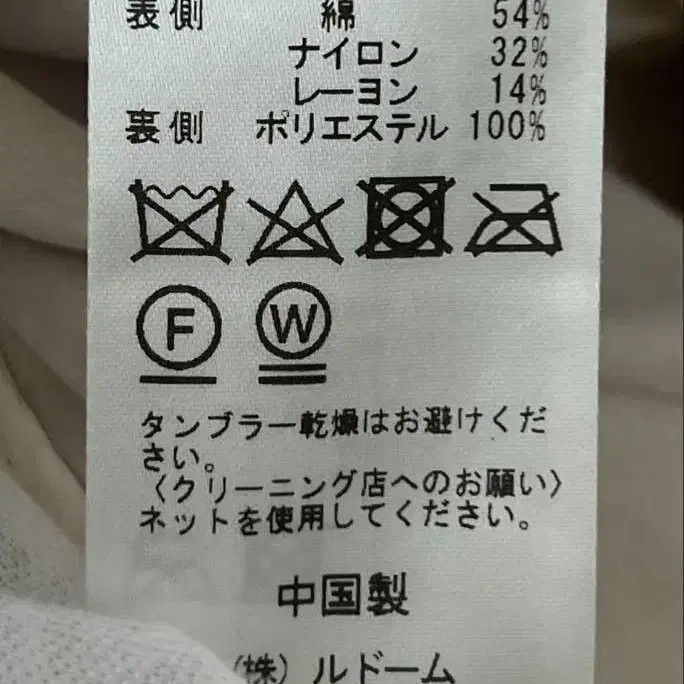 表側 綿 54%
ナイロン 32%
レーヨン 14%
裏側 ポリエステル 100%
F W
タンブラー乾燥はお避けくだ
さい。
〈クリーニング店へのお願い〉
ネットを使用してください。
中国製
(株) ルドーム